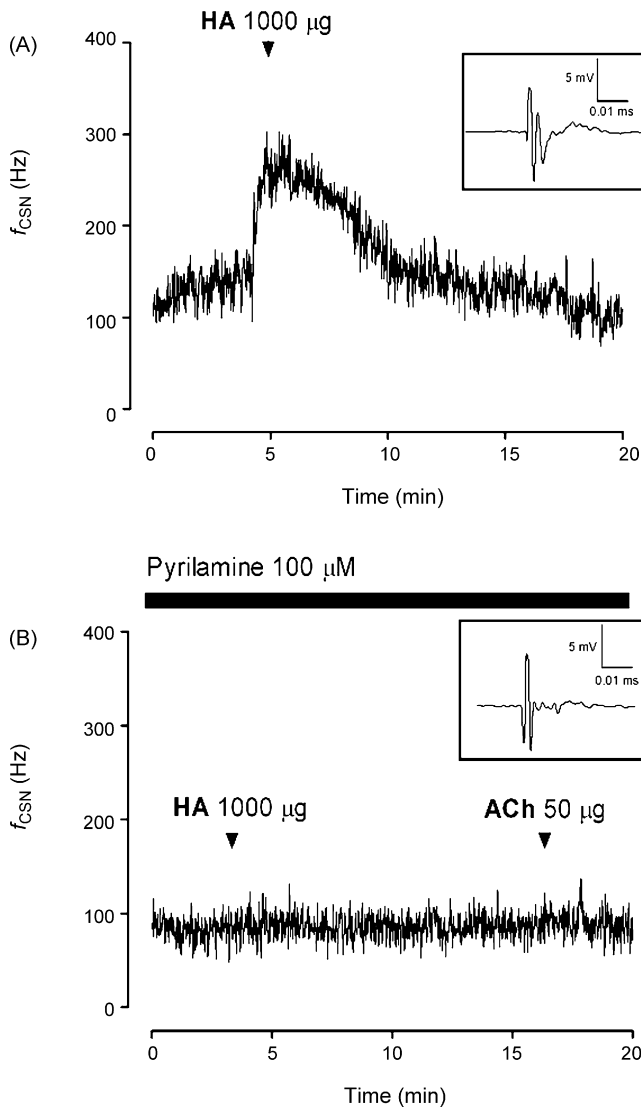 HA 1000 µg
(A)
400
300
200
100
0
fCSN (Hz)
5 mV
0.01 ms
0 5 10 15 20
Time (min)
Pyrilamine 100 µM
(B)
400
300
200
100
0
fCSN (Hz)
5 mV
0.01 ms
HA 1000 µg ACh 50 µg
0 5 10 15 20
Time (min)